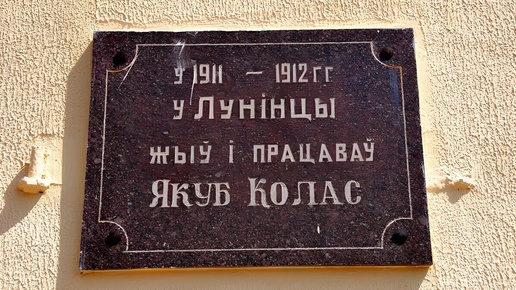 У 1911 – 1912 ГГ
У ЛУНІНЦЫ
ЖЫЎ І ПРАЦАВАЎ
ЯКУБ КОЛАС